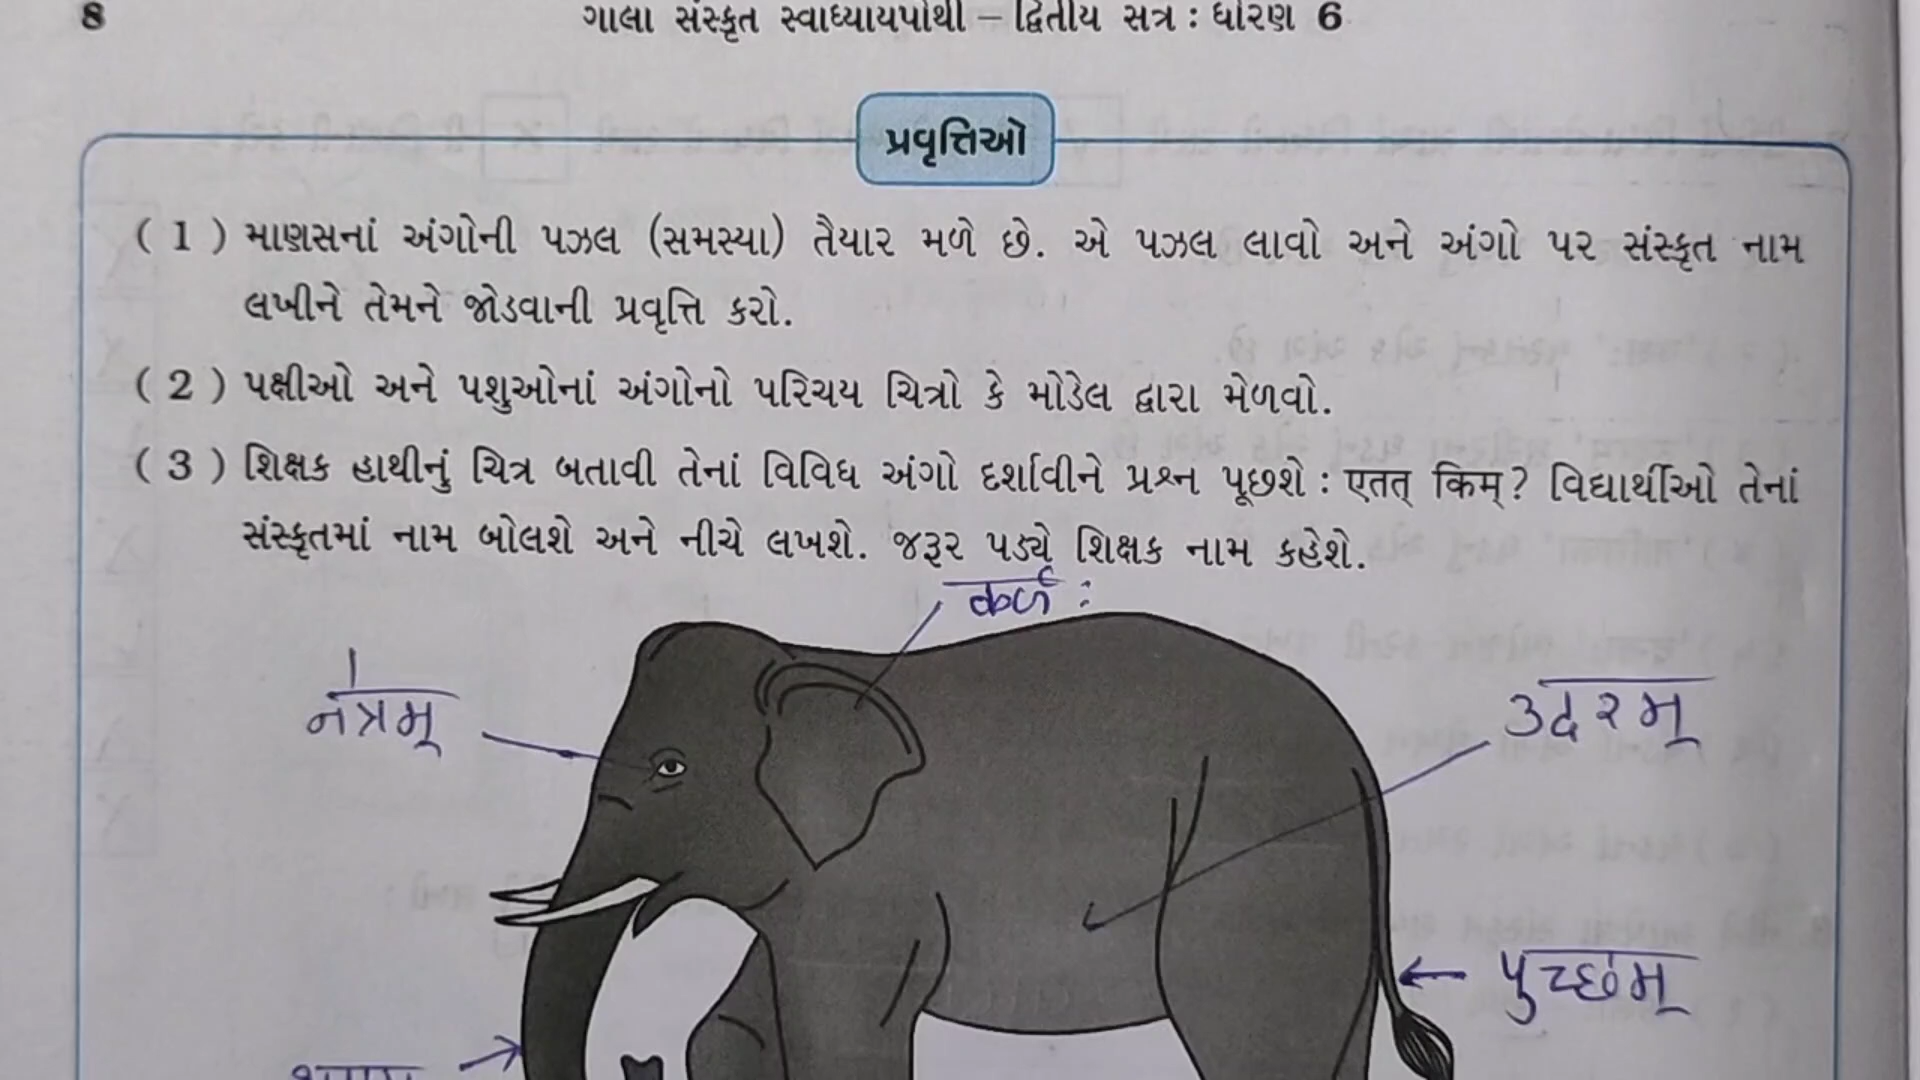 8
ગાલા સંસ્કૃત સ્વાધ્યાયપોથી – દ્વિતીય સત્ર : ધોરણ 6
પ્રવૃત્તિઓ
( 1 ) માણસનાં અંગોની પઝલ (સમસ્યા) તૈયાર મળે છે. એ પઝલ લાવો અને અંગો પર સંસ્કૃત નામ
લખીને તેમને જોડવાની પ્રવૃત્તિ કરો.
( 2 ) પક્ષીઓ અને પશુઓનાં અંગોનો પરિચય ચિત્રો કે મોડેલ દ્વારા મેળવો.
( 3 ) શિક્ષક હાથીનું ચિત્ર બતાવી તેનાં વિવિધ અંગો દર્શાવીને પ્રશ્ન પૂછશે : एतत् किम् ? વિદ્યાર્થીઓ તેનાં
સંસ્કૃતમાં નામ બોલશે અને નીચે લખશે. જરૂર પડ્યે શિક્ષક નામ કહેશે.
कर्ण :
नेत्रम्
उदरम्
पुच्छम्